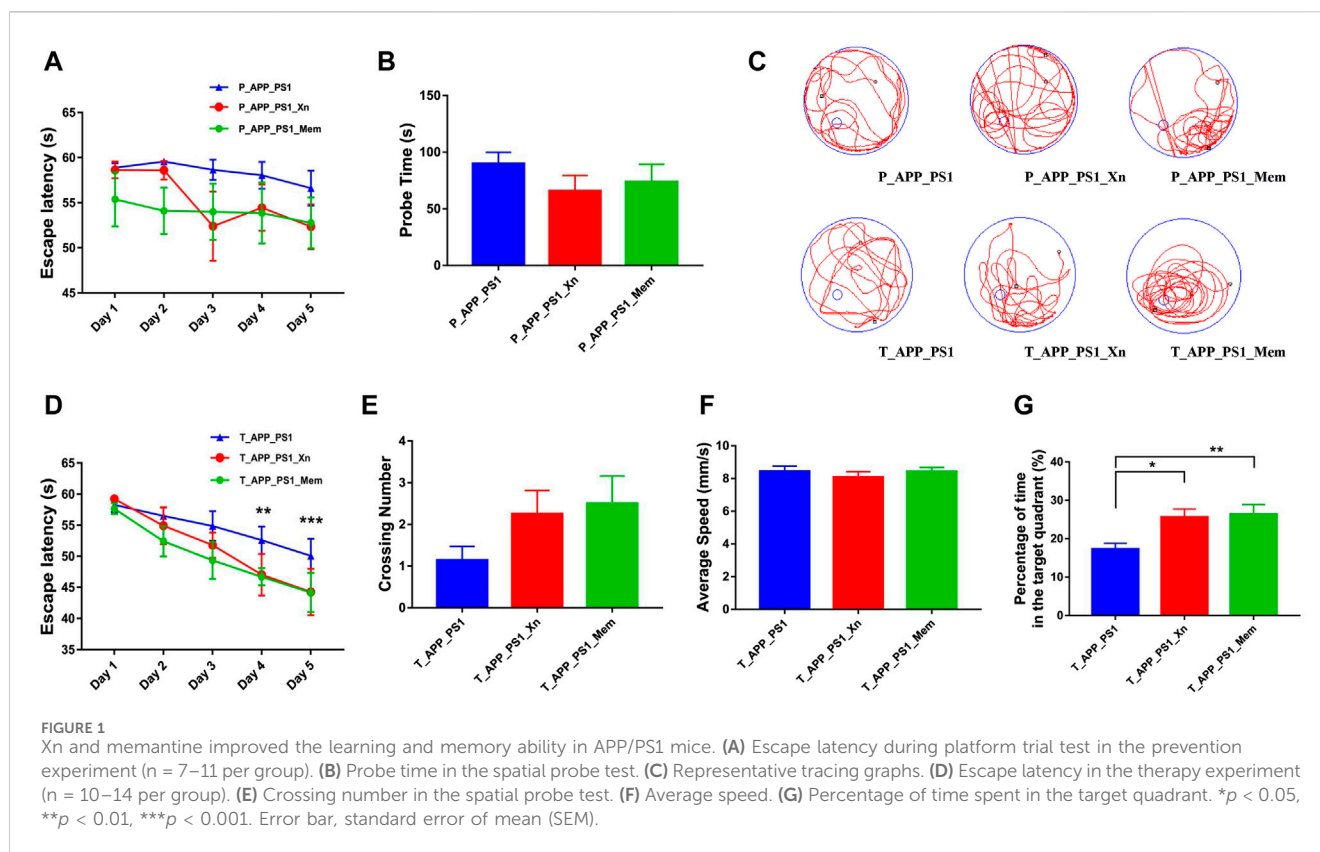 A
P_APP_PS1
P_APP_PS1_Xn
P_APP_PS1_Mem
Escape latency (s)
65
60
55
50
45
Day 1
Day 2
Day 3
Day 4
Day 5
B
Probe Time (s)
150
100
50
0
P_APP_PS1
P_APP_PS1_Xn
P_APP_PS1_Mem
C
P_APP_PS1
P_APP_PS1_Xn
P_APP_PS1_Mem
T_APP_PS1
T_APP_PS1_Xn
T_APP_PS1_Mem
D
T_APP_PS1
T_APP_PS1_Xn
T_APP_PS1_Mem
Escape latency (s)
65
60
55
50
45
40
35
**
***
Day 1
Day 2
Day 3
Day 4
Day 5
E
Crossing Number
4
3
2
1
0
T_APP_PS1
T_APP_PS1_Xn
T_APP_PS1_Mem
F
Average Speed (mm/s)
10
8
6
4
2
0
T_APP_PS1
T_APP_PS1_Xn
T_APP_PS1_Mem
G
Percentage of time
in the target quadrant (%)
40
30
20
10
0
*
**
T_APP_PS1
T_APP_PS1_Xn
T_APP_PS1_Mem
FIGURE 1
Xn and memantine improved the learning and memory ability in APP/PS1 mice. (A) Escape latency during platform trial test in the prevention
experiment (n = 7–11 per group). (B) Probe time in the spatial probe test. (C) Representative tracing graphs. (D) Escape latency in the therapy experiment
(n = 10–14 per group). (E) Crossing number in the spatial probe test. (F) Average speed. (G) Percentage of time spent in the target quadrant. *p < 0.05,
**p < 0.01, ***p < 0.001. Error bar, standard error of mean (SEM).